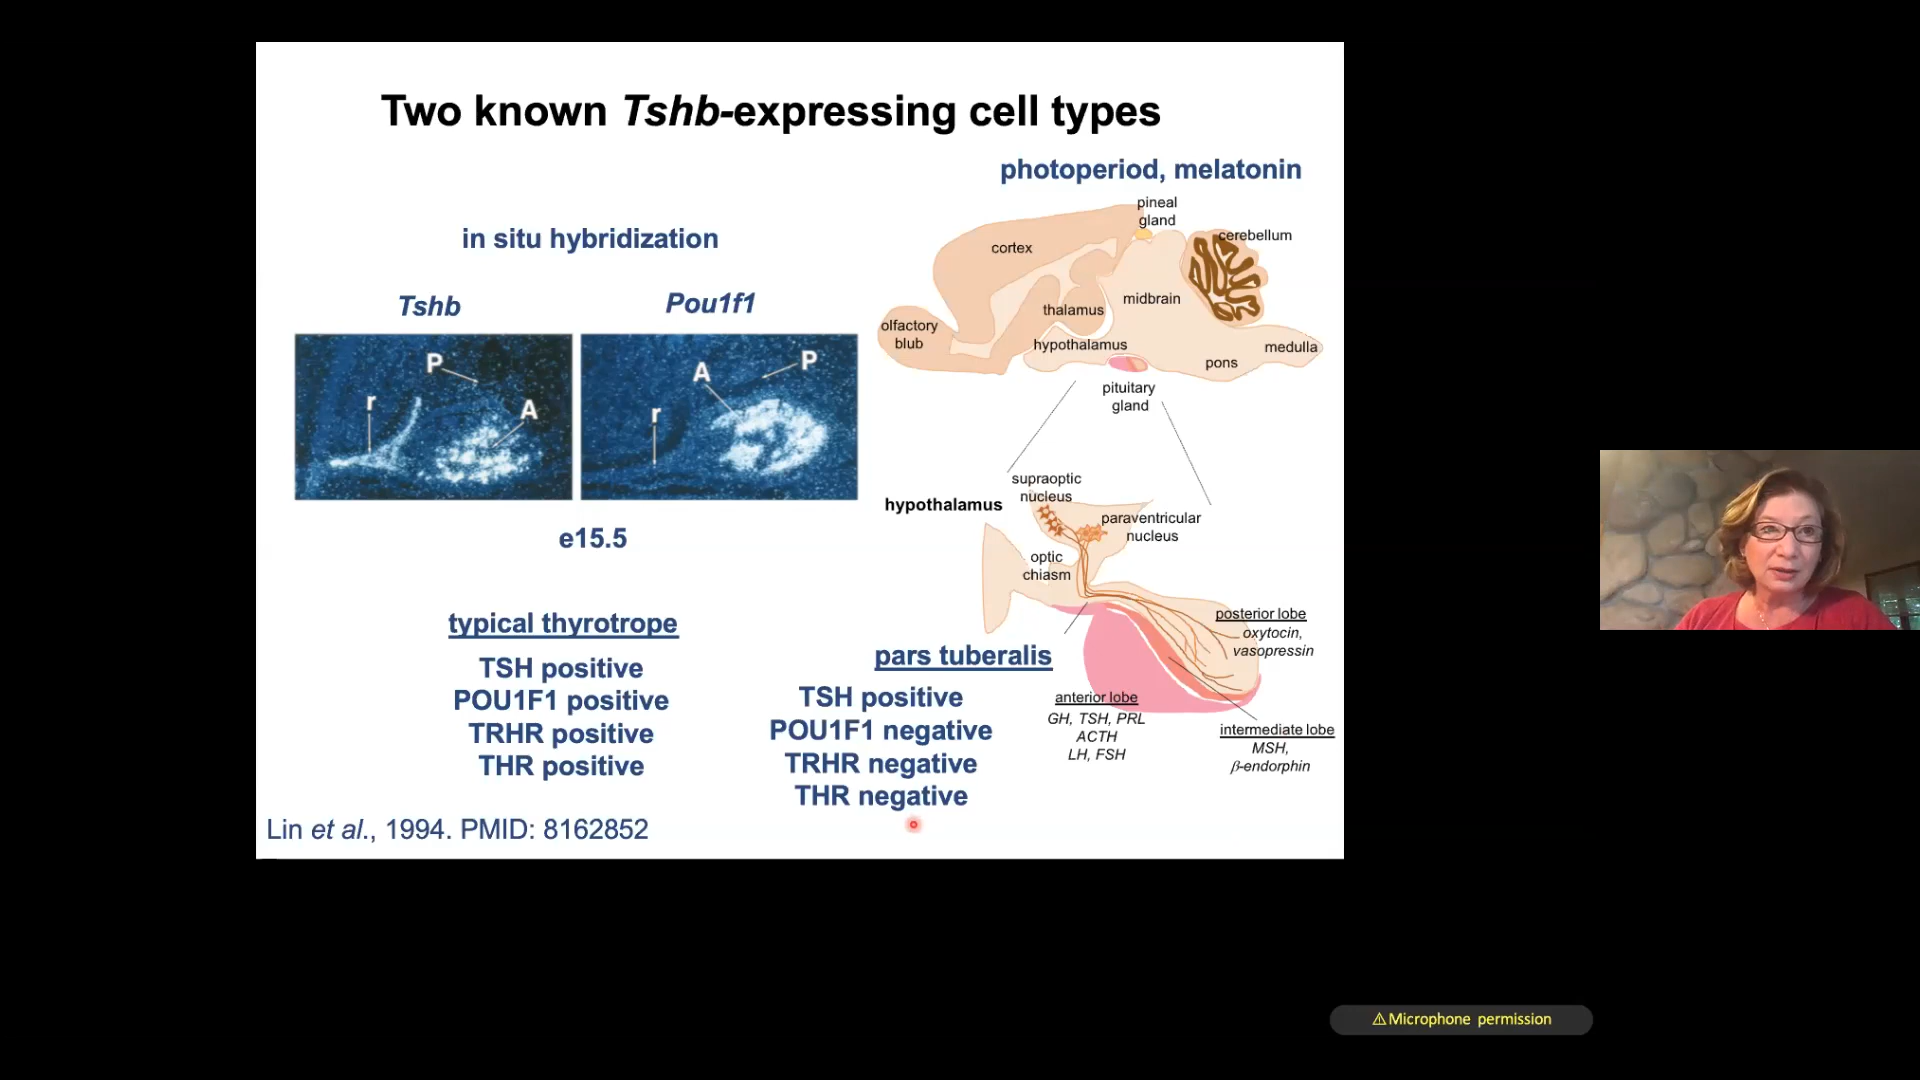 Two known Tshb-expressing cell types
photoperiod, melatonin
in situ hybridization
Tshb
Pou1f1
P
r
A
A
P
r
e15.5
pineal
gland
cortex
cerebellum
midbrain
thalamus
olfactory
blub
hypothalamus
medulla
pons
pituitary
gland
supraoptic
nucleus
hypothalamus
paraventricular
nucleus
optic
chiasm
posterior lobe
oxytocin,
vasopressin
anterior lobe
GH, TSH, PRL
ACTH
LH, FSH
intermediate lobe
MSH,
β-endorphin
typical thyrotrope
TSH positive
POU1F1 positive
TRHR positive
THR positive
pars tuberalis
TSH positive
POU1F1 negative
TRHR negative
THR negative
Lin et al., 1994. PMID: 8162852
⚠Microphone permission